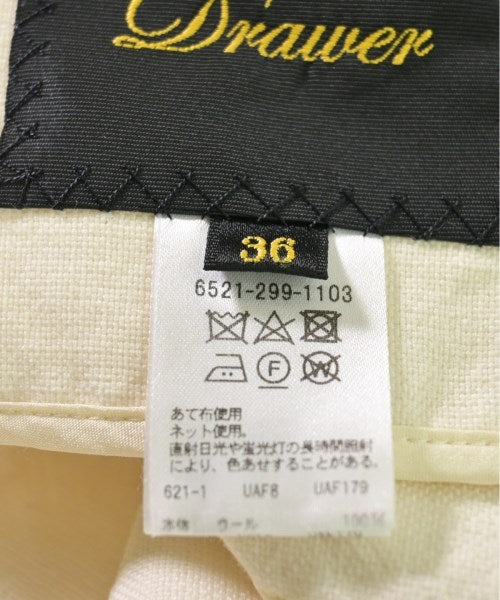 Drawer
36
6521-299-1103
F W
あて布使用
ネット使用。
直射日光や蛍光灯の長時間照射
により、色あせすることがある。
621-1 UAF8 UAF179
ウール 100%